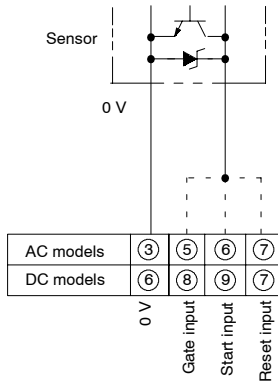 Sensor
0 V
AC models ③ ⑤ ⑥ ⑦
DC models ⑥ ⑧ ⑨ ⑦
0 V
Gate input
Start input
Reset input